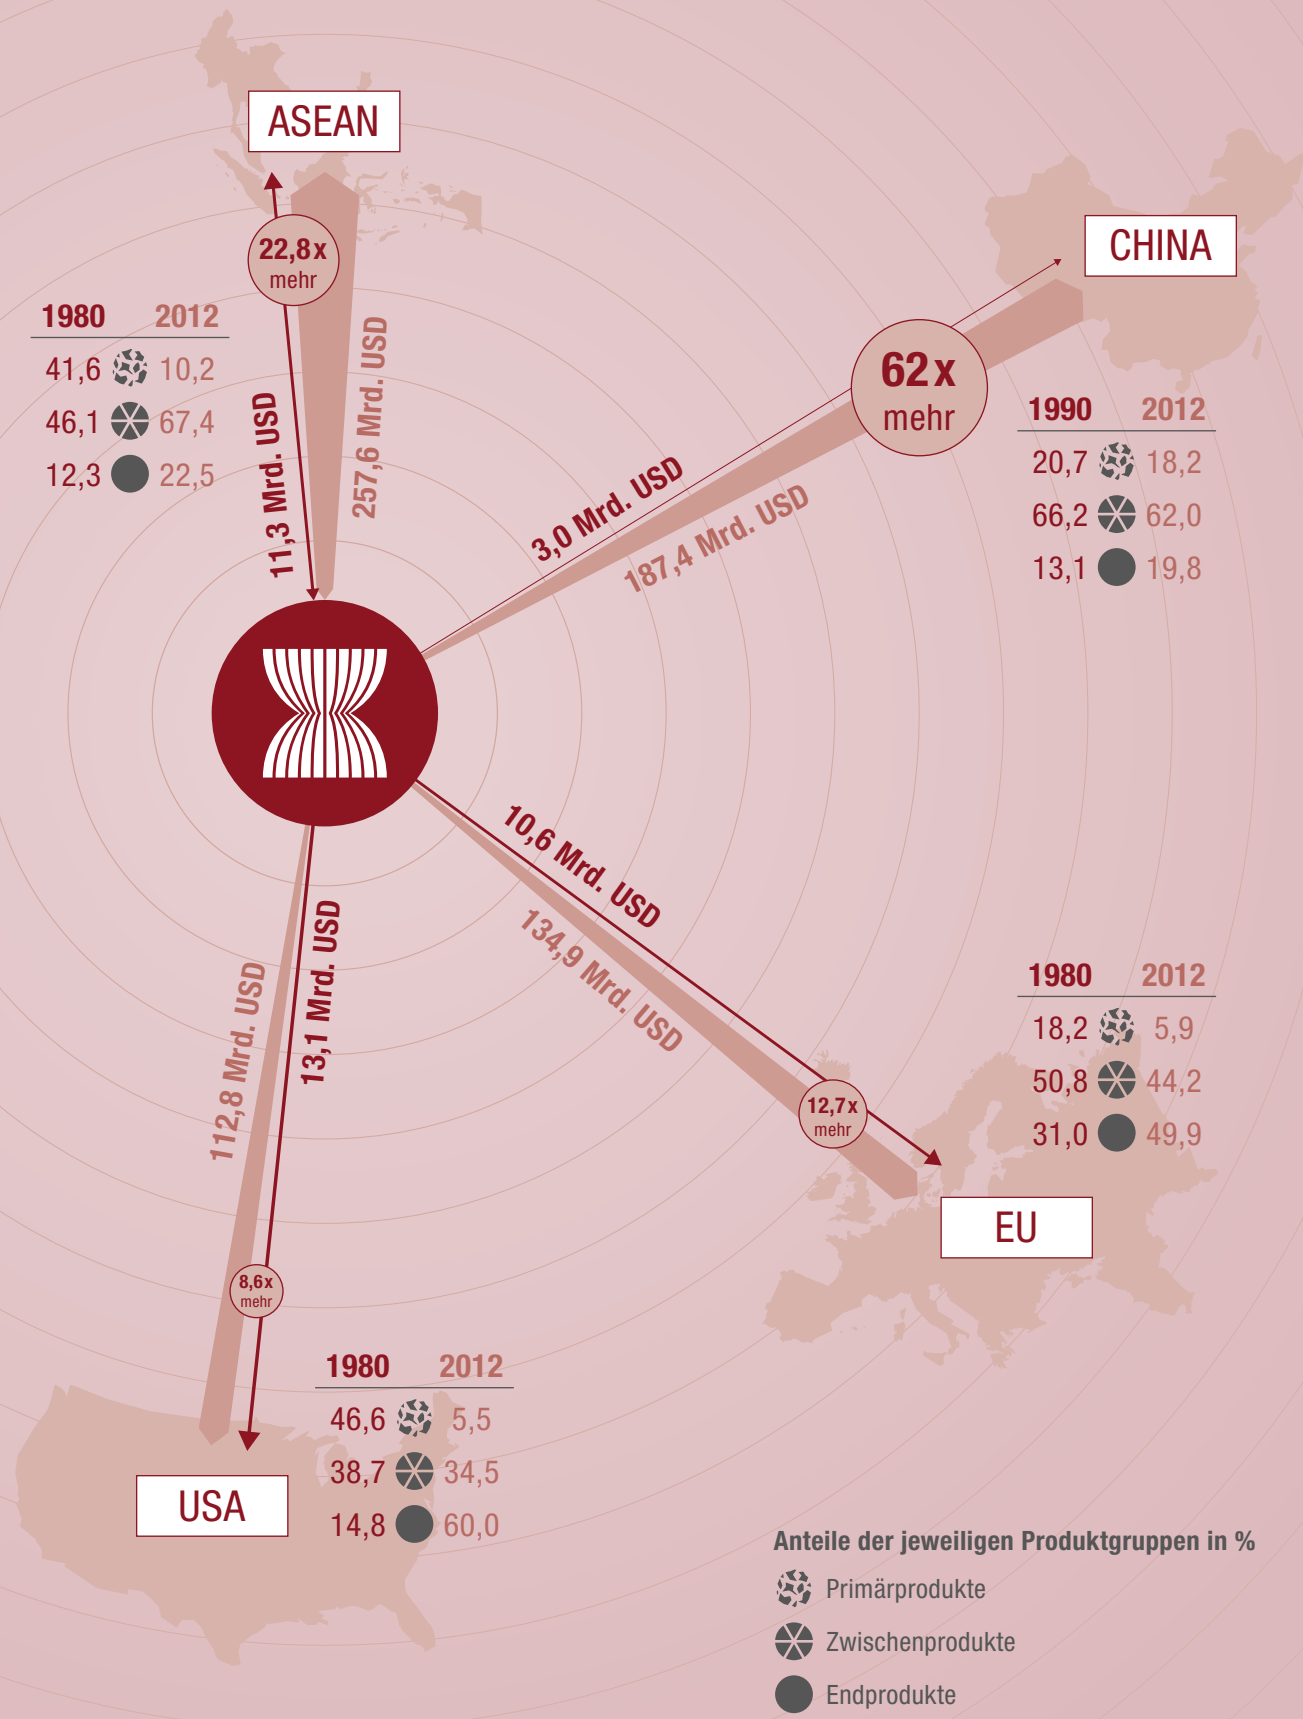 ASEAN
22,8x
mehr
11,3 Mrd. USD
257,6 Mrd. USD
1980 2012
41,6 10,2
46,1 67,4
12,3 22,5
CHINA
62x
mehr
3,0 Mrd. USD
187,4 Mrd. USD
1990 2012
20,7 18,2
66,2 62,0
13,1 19,8
10,6 Mrd. USD
134,9 Mrd. USD
12,7x
mehr
1980 2012
18,2 5,9
50,8 44,2
31,0 49,9
EU
112,8 Mrd. USD
13,1 Mrd. USD
8,6x
mehr
USA
1980 2012
46,6 5,5
38,7 34,5
14,8 60,0
Anteile der jeweiligen Produktgruppen in %
Primärprodukte
Zwischenprodukte
Endprodukte